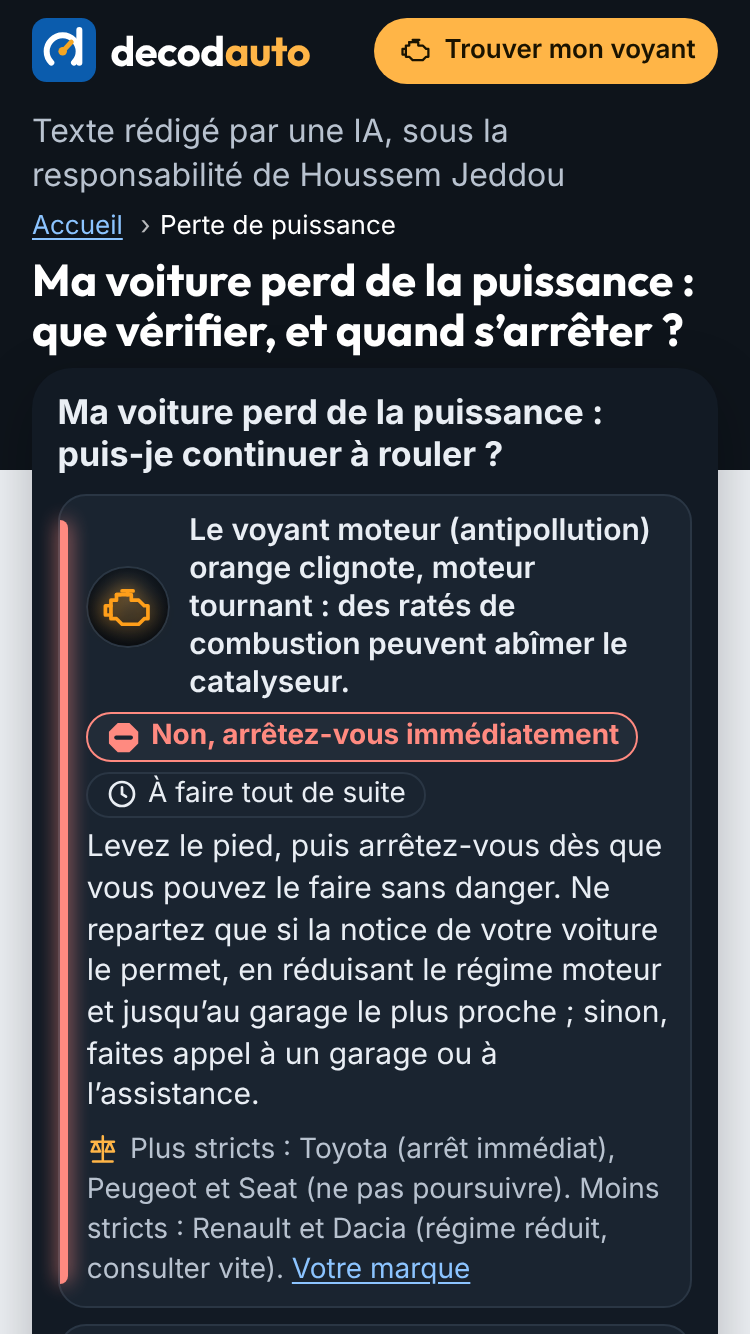 decodauto
Trouver mon voyant
Texte rédigé par une IA, sous la
responsabilité de Houssem Jeddou
Accueil › Perte de puissance
Ma voiture perd de la puissance :
que vérifier, et quand s’arrêter ?
Ma voiture perd de la puissance :
puis-je continuer à rouler ?
Le voyant moteur (antipollution)
orange clignote, moteur
tournant : des ratés de
combustion peuvent abîmer le
catalyseur.
Non, arrêtez-vous immédiatement
À faire tout de suite
Levez le pied, puis arrêtez-vous dès que
vous pouvez le faire sans danger. Ne
repartez que si la notice de votre voiture
le permet, en réduisant le régime moteur
et jusqu’au garage le plus proche ; sinon,
faites appel à un garage ou à
l’assistance.
Plus stricts : Toyota (arrêt immédiat),
Peugeot et Seat (ne pas poursuivre). Moins
stricts : Renault et Dacia (régime réduit,
consulter vite). Votre marque